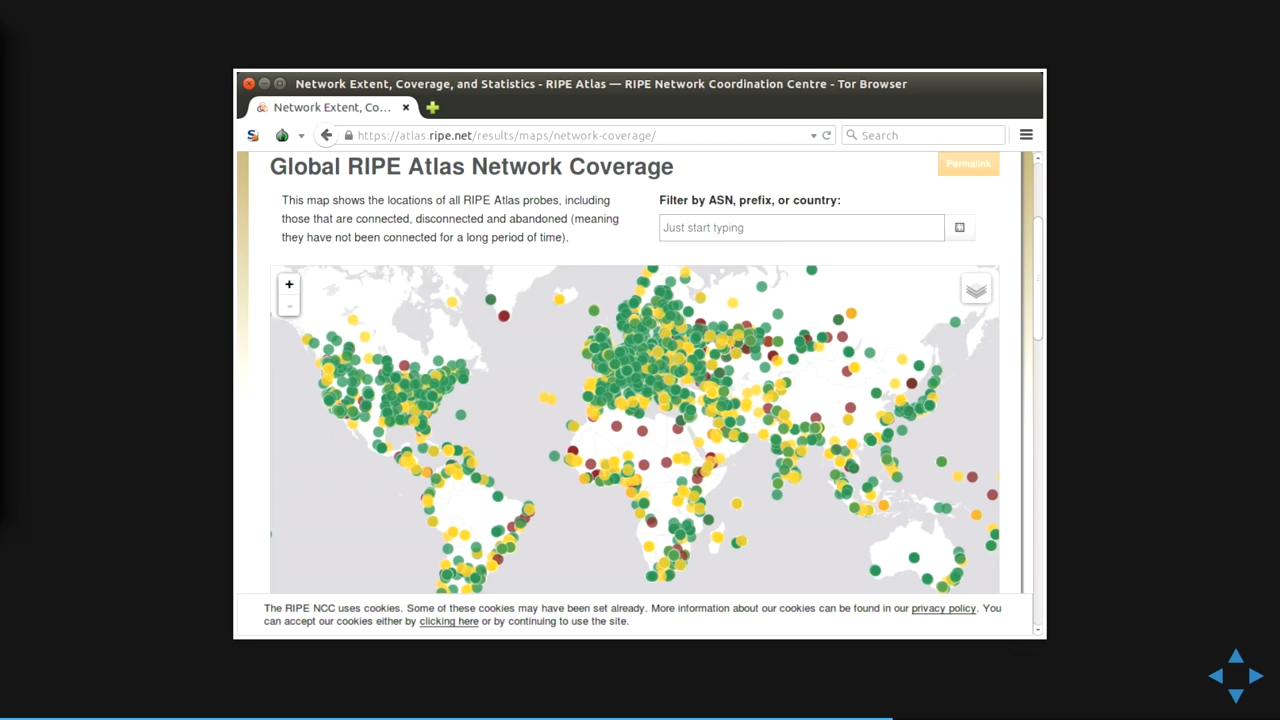 Network Extent, Coverage, and Statistics - RIPE Atlas — RIPE Network Coordination Centre - Tor Browser
Network Extent, Co...
https://atlas.ripe.net/results/maps/network-coverage/
Search
Global RIPE Atlas Network Coverage
Permalink
This map shows the locations of all RIPE Atlas probes, including
those that are connected, disconnected and abandoned (meaning
they have not been connected for a long period of time).
Filter by ASN, prefix, or country:
Just start typing
+
-
The RIPE NCC uses cookies. Some of these cookies may have been set already. More information about our cookies can be found in our privacy policy. You
can accept our cookies either by clicking here or by continuing to use the site.